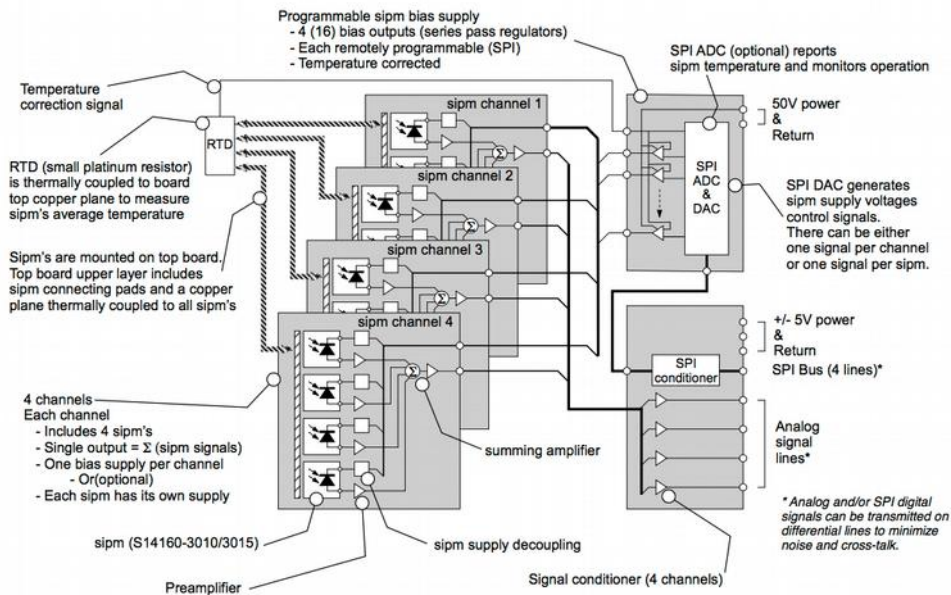 Programmable sipm bias supply
- 4 (16) bias outputs (series pass regulators)
- Each remotely programmable (SPI)
- Temperature corrected
SPI ADC (optional) reports
sipm temperature and monitors operation
Temperature
correction signal
RTD
RTD (small platinum resistor)
is thermally coupled to board
top copper plane to measure
sipm's average temperature
Sipm's are mounted on top board.
Top board upper layer includes
sipm connecting pads and a copper
plane thermally coupled to all sipm's
sipm channel 1
Σ
sipm channel 2
Σ
sipm channel 3
Σ
sipm channel 4
Σ
50V power
&
Return
SPI
ADC
&
DAC
SPI DAC generates
sipm supply voltages
control signals.
There can be either
one signal per channel
or one signal per sipm.
+/- 5V power
&
Return
SPI
conditioner
SPI Bus (4 lines)*
Analog
signal
lines*
4 channels
Each channel
- Includes 4 sipm's
- Single output = Σ (sipm signals)
- One bias supply per channel
- Or(optional)
- Each sipm has its own supply
summing amplifier
sipm (S14160-3010/3015)
sipm supply decoupling
Preamplifier
Signal conditioner (4 channels)
* Analog and/or SPI digital
signals can be transmitted on
differential lines to minimize
noise and cross-talk.